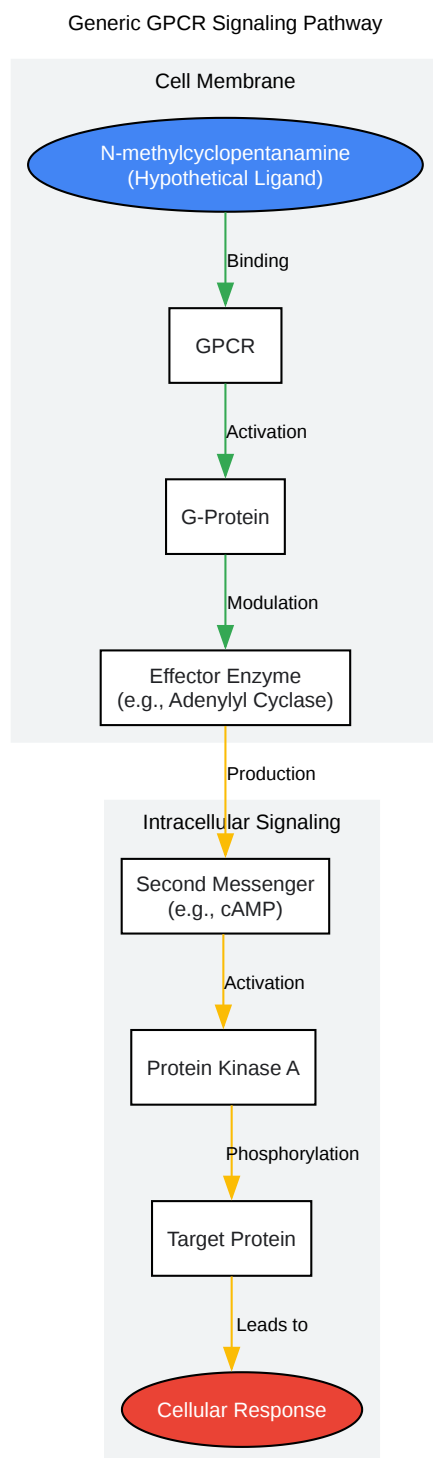 Generic GPCR Signaling Pathway
Cell Membrane
N-methylcyclopentanamine
(Hypothetical Ligand)
Binding
GPCR
Activation
G-Protein
Modulation
Effector Enzyme
(e.g., Adenylyl Cyclase)
Production
Intracellular Signaling
Second Messenger
(e.g., cAMP)
Activation
Protein Kinase A
Phosphorylation
Target Protein
Leads to
Cellular Response